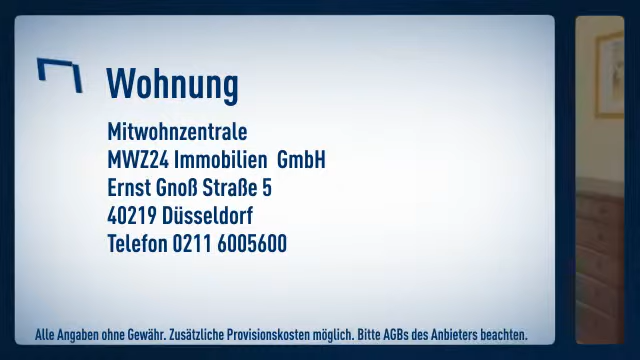 Wohnung
Mitwohnzentrale
MWZ24 Immobilien GmbH
Ernst Gnoß Straße 5
40219 Düsseldorf
Telefon 0211 6005600
Alle Angaben ohne Gewähr. Zusätzliche Provisionskosten möglich. Bitte AGBs des Anbieters beachten.